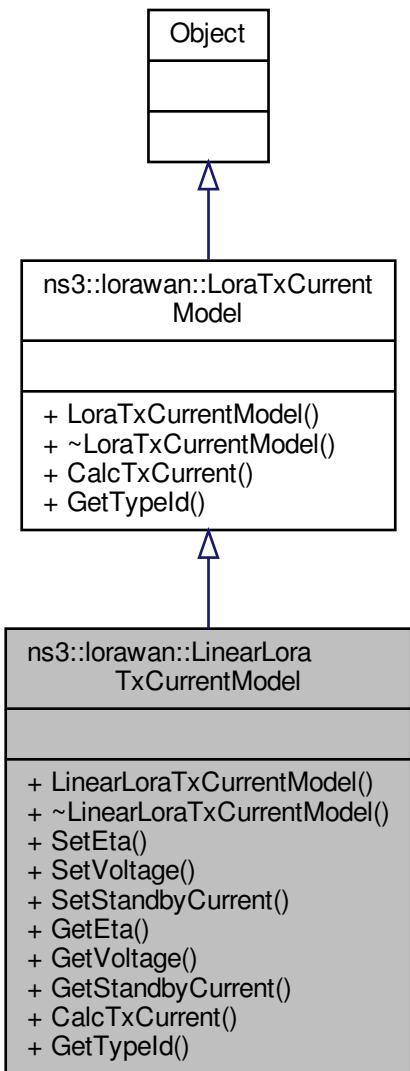 Object
ns3::lorawan::LoraTxCurrent
Model
+ LoraTxCurrentModel()
+ ~LoraTxCurrentModel()
+ CalcTxCurrent()
+ GetTypeId()
ns3::lorawan::LinearLora
TxCurrentModel
+ LinearLoraTxCurrentModel()
+ ~LinearLoraTxCurrentModel()
+ SetEta()
+ SetVoltage()
+ SetStandbyCurrent()
+ GetEta()
+ GetVoltage()
+ GetStandbyCurrent()
+ CalcTxCurrent()
+ GetTypeId()